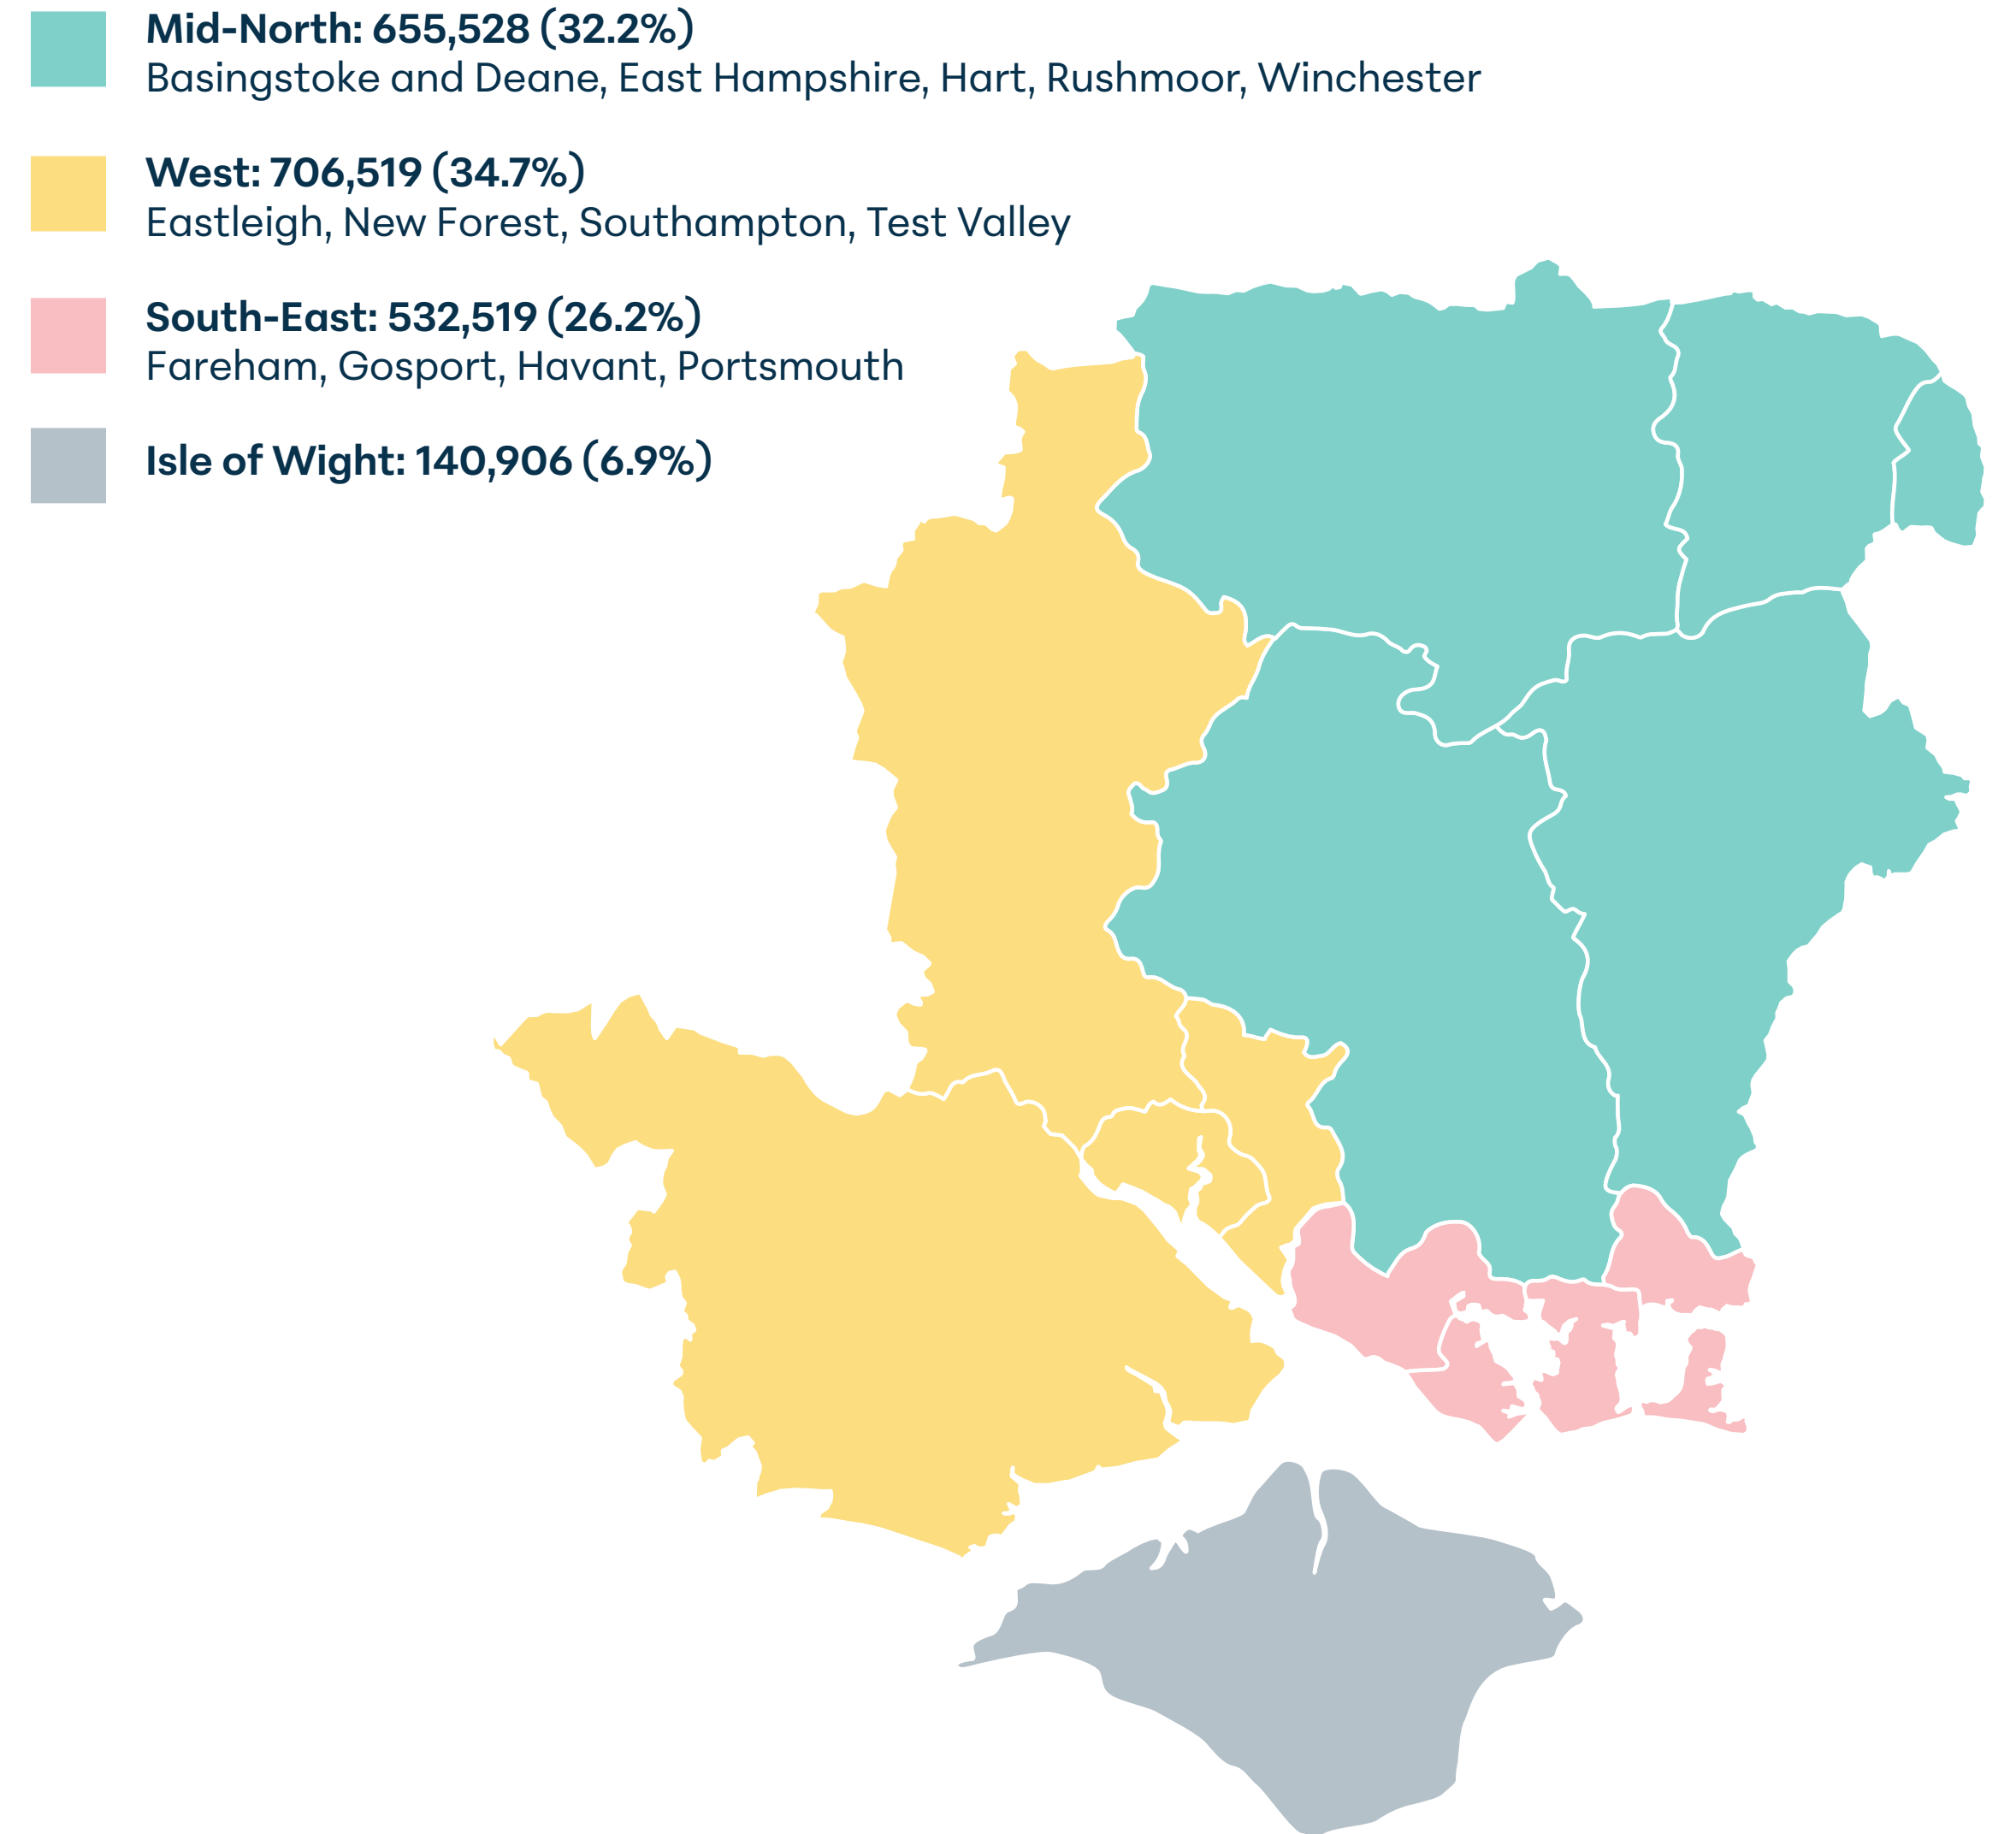 Mid-North: 655,528 (32.2%)
Basingstoke and Deane, East Hampshire, Hart, Rushmoor, Winchester
West: 706,519 (34.7%)
Eastleigh, New Forest, Southampton, Test Valley
South-East: 532,519 (26.2%)
Fareham, Gosport, Havant, Portsmouth
Isle of Wight: 140,906 (6.9%)